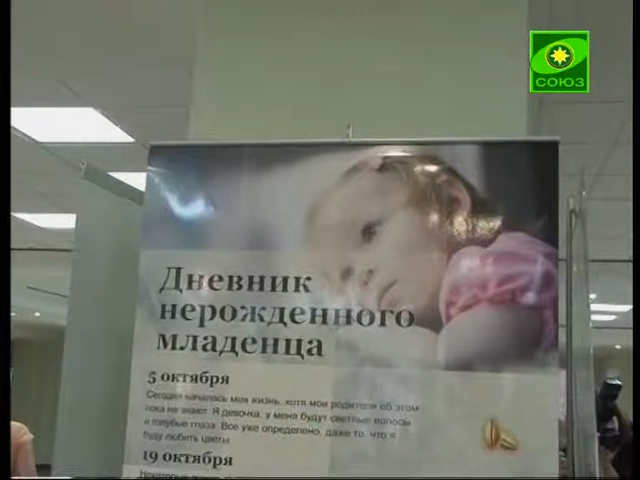 СОЮЗ
Дневник
нерожденного
младенца
5 октября
Сегодня началась моя жизнь, хотя мои родители об этом
пока не знают. Я девочка, у меня будут светлые волосы
и голубые глаза. Все уже определено, даже то, что я
буду любить цветы.
19 октября
Некоторые